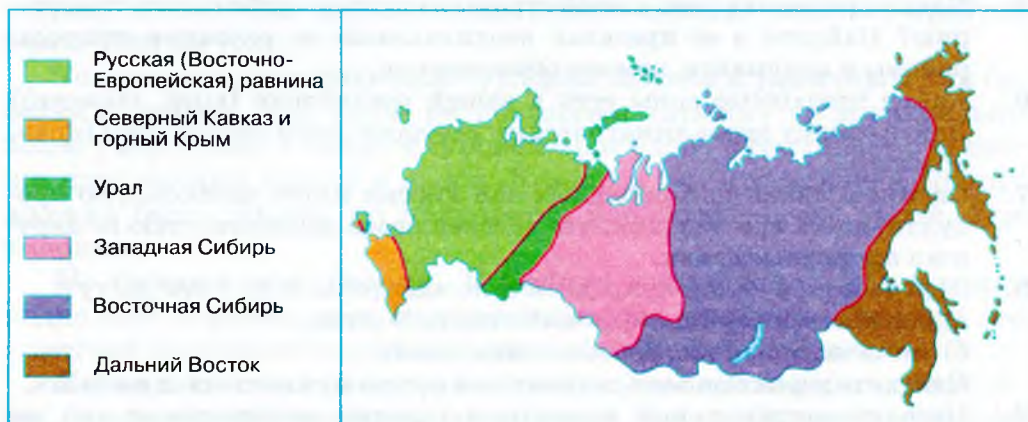 Русская (Восточно-
Европейская) равнина
Северный Кавказ и
горный Крым
Урал
Западная Сибирь
Восточная Сибирь
Дальний Восток